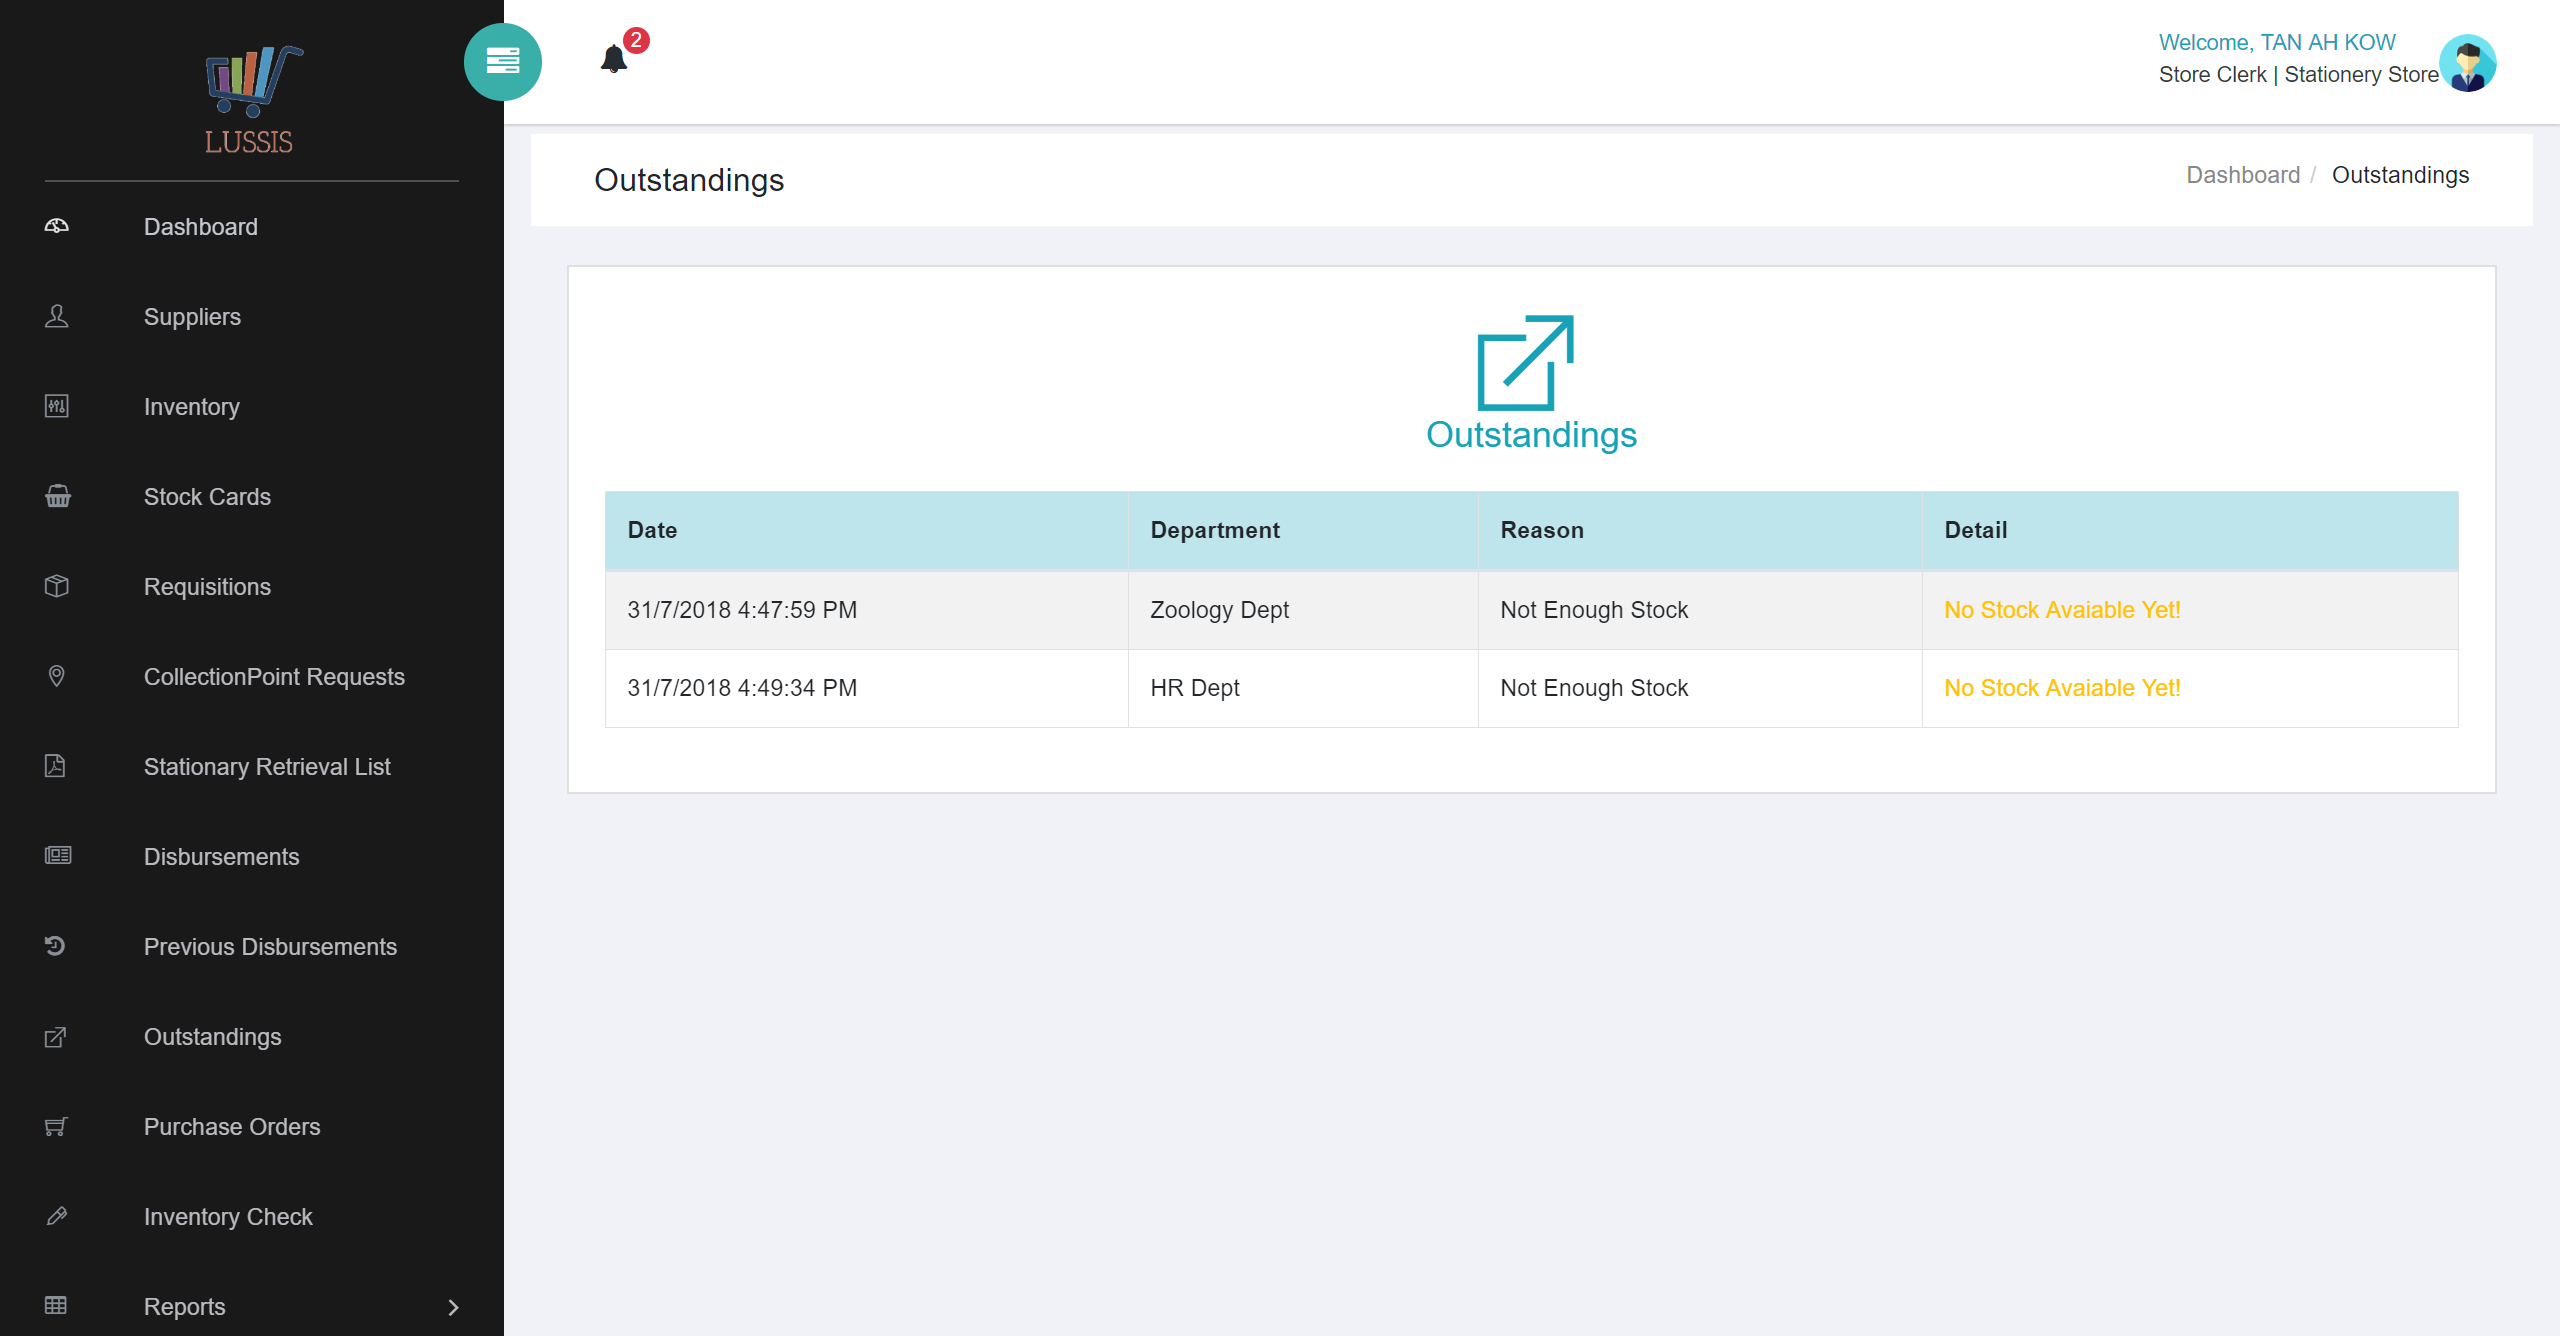 LUSSIS
Dashboard
Suppliers
Inventory
Stock Cards
Requisitions
CollectionPoint Requests
Stationary Retrieval List
Disbursements
Previous Disbursements
Outstandings
Purchase Orders
Inventory Check
Reports
2
Welcome, TAN AH KOW
Store Clerk | Stationery Store
Outstandings
Dashboard / Outstandings
Outstandings
Date Department Reason Detail
31/7/2018 4:47:59 PM Zoology Dept Not Enough Stock No Stock Avaiable Yet!
31/7/2018 4:49:34 PM HR Dept Not Enough Stock No Stock Avaiable Yet!